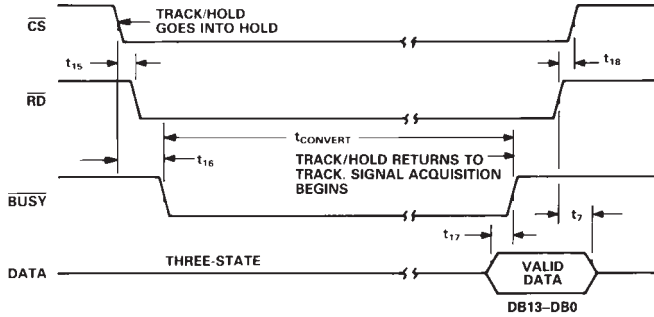 CS
TRACK/HOLD
GOES INTO HOLD
t15
t18
RD
tCONVERT
t16
TRACK/HOLD RETURNS TO
TRACK. SIGNAL ACQUISITION
BEGINS
BUSY
t17
t7
DATA
THREE-STATE
VALID
DATA
DB13–DB0